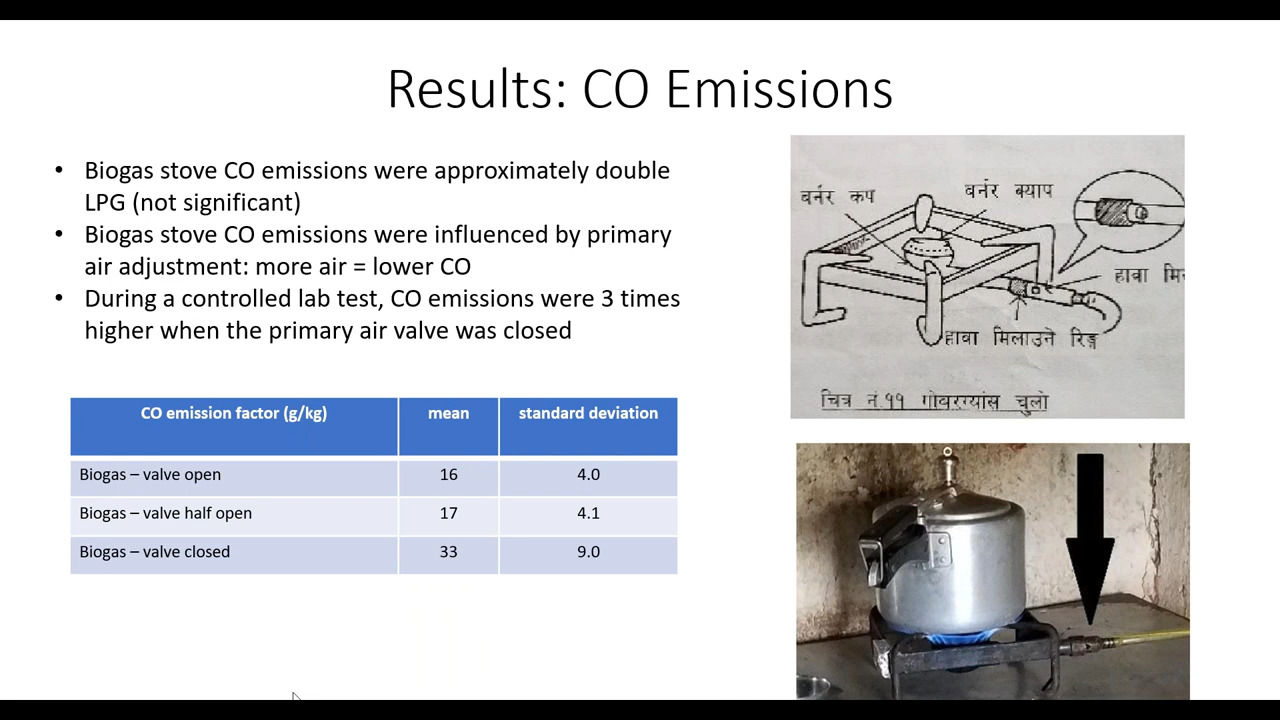 Results: CO Emissions
• Biogas stove CO emissions were approximately double
LPG (not significant)
• Biogas stove CO emissions were influenced by primary
air adjustment: more air = lower CO
• During a controlled lab test, CO emissions were 3 times
higher when the primary air valve was closed
CO emission factor (g/kg) mean standard deviation
Biogas – valve open 16 4.0
Biogas – valve half open 17 4.1
Biogas – valve closed 33 9.0
बर्नर कप
बर्नर क्याप
हावा
हावा मिलाउने रिङ्ग
चित्र नं ११ गोबरग्यांस चुलो